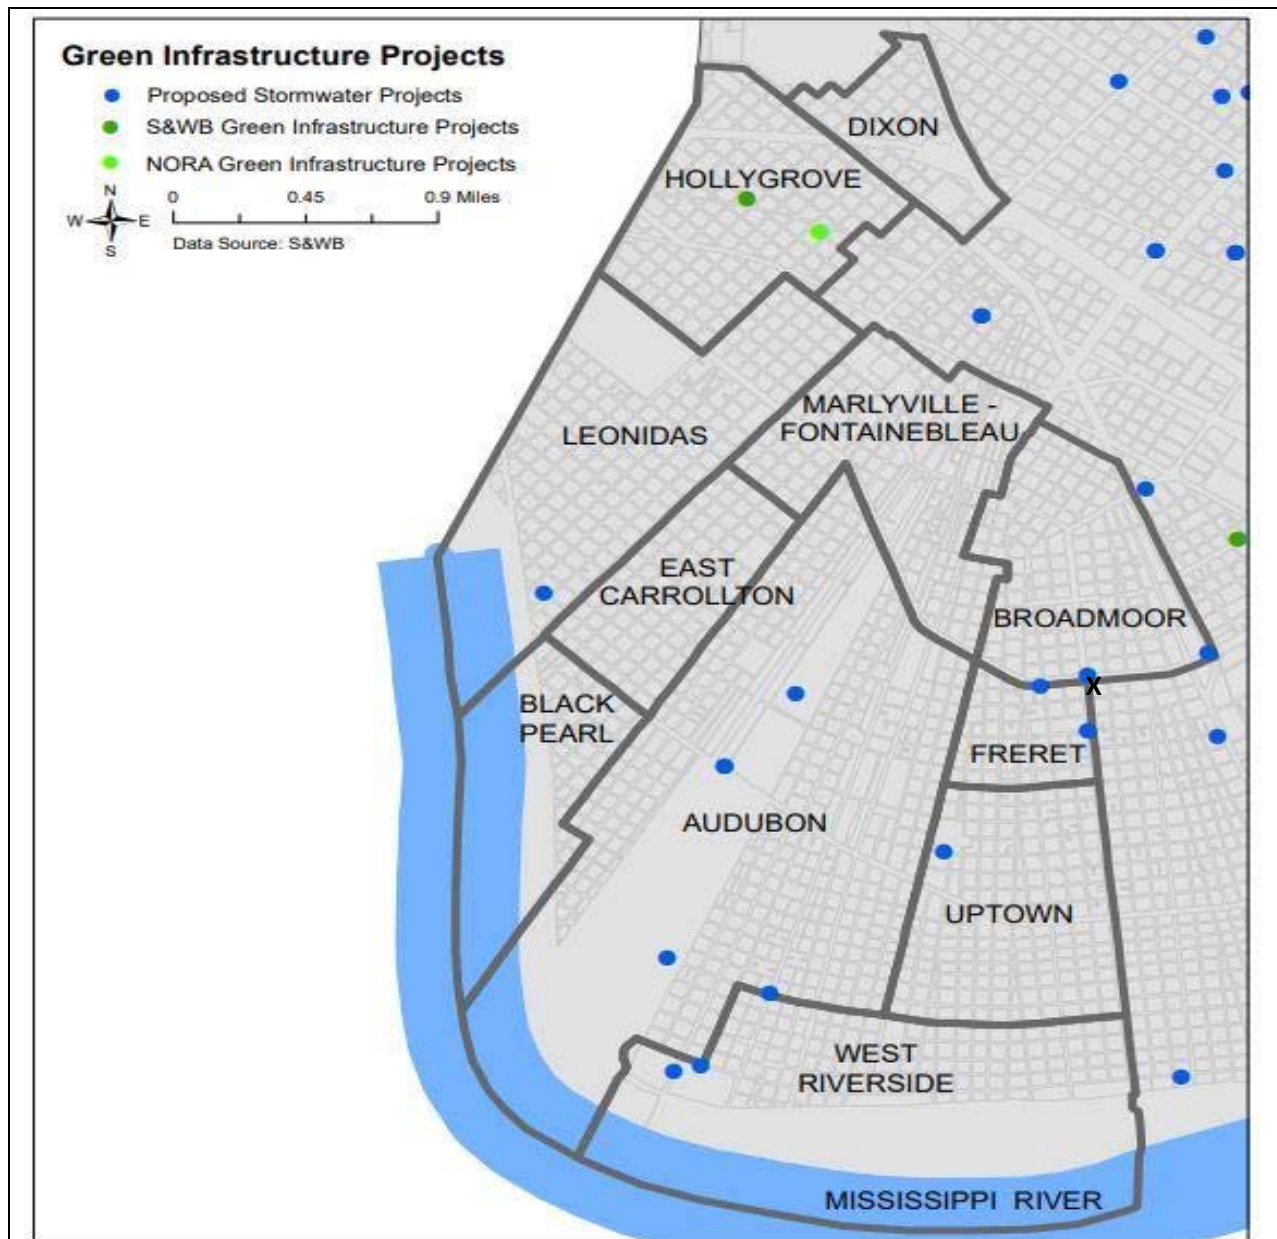 Green Infrastructure Projects
Proposed Stormwater Projects
S&WB Green Infrastructure Projects
NORA Green Infrastructure Projects
N
W E
S
0 0.45 0.9 Miles
Data Source: S&WB
DIXON
HOLLYGROVE
MARLYVILLE -
FONTAINEBLEAU
LEONIDAS
EAST
CARROLLTON
BROADMOOR
X
BLACK
PEARL
FRERET
AUDUBON
UPTOWN
WEST
RIVERSIDE
MISSISSIPPI RIVER